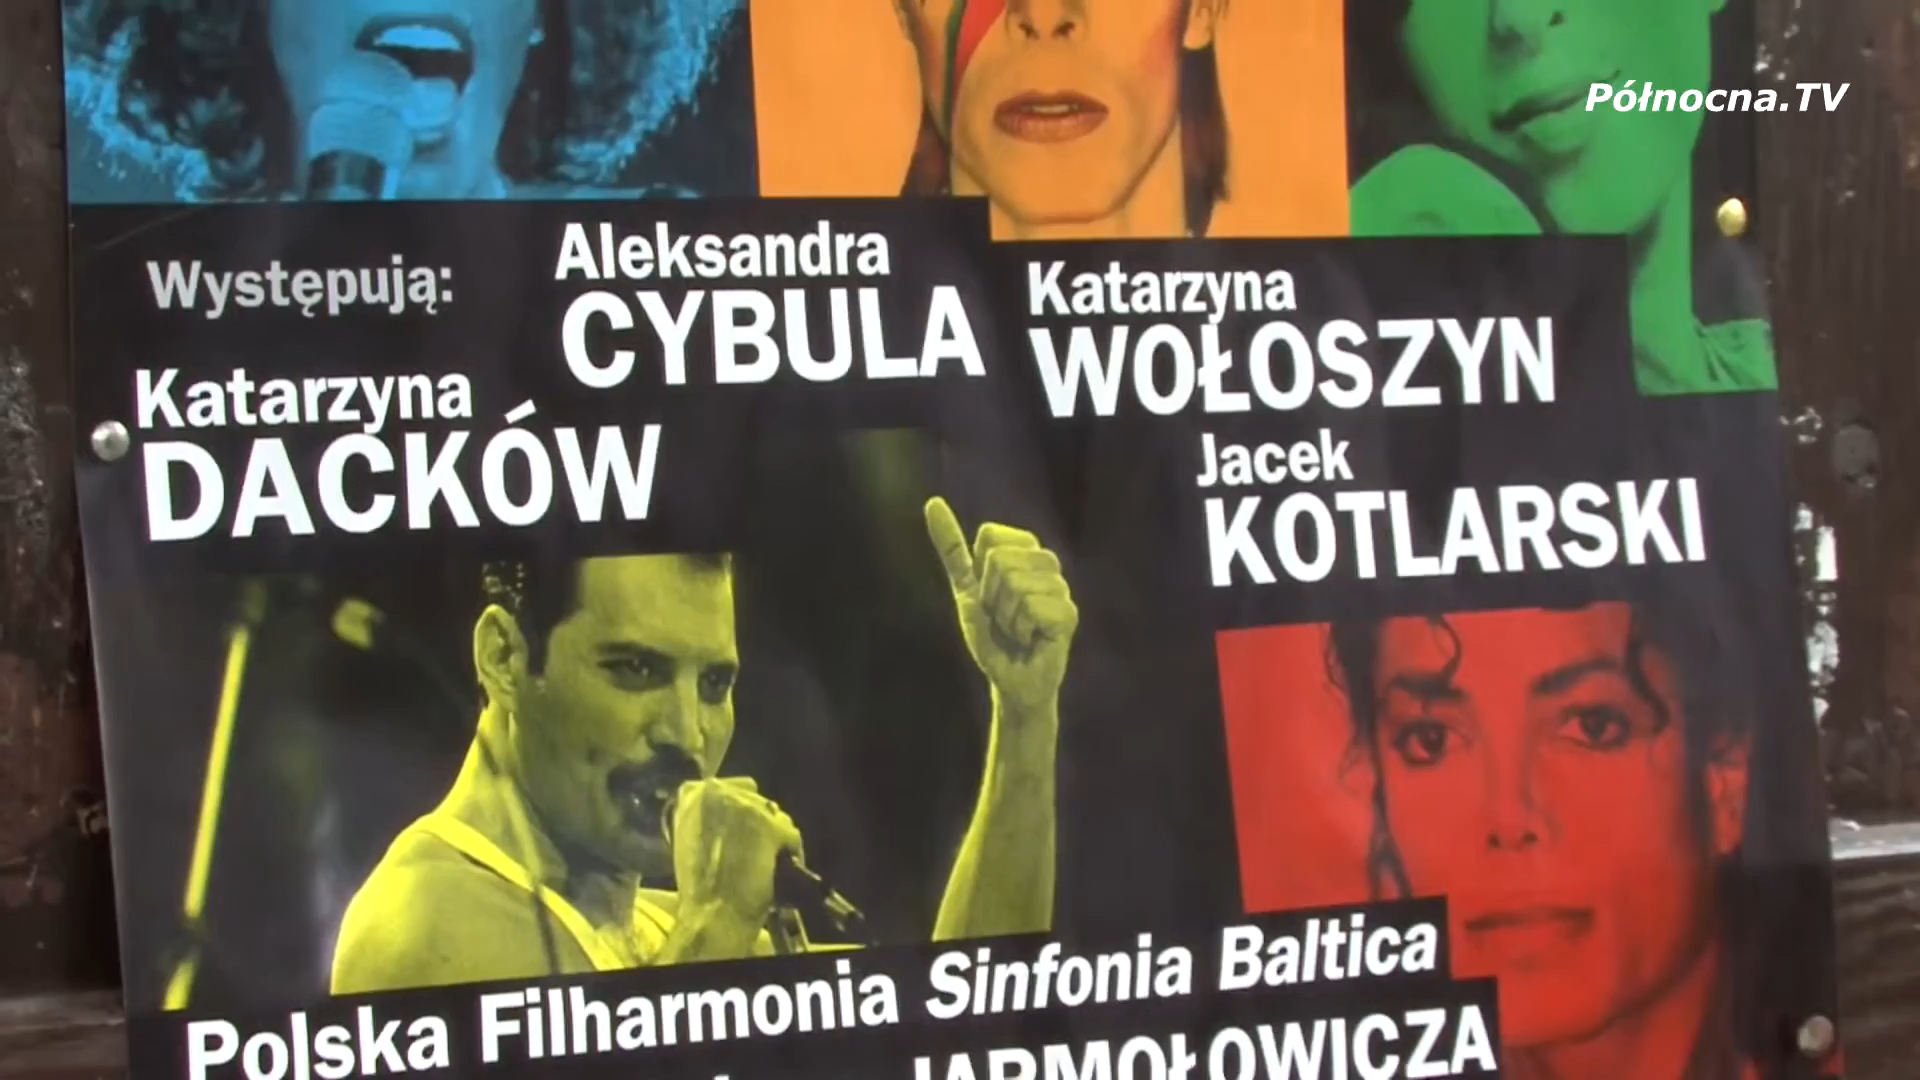 Północna.TV
Występują:
Aleksandra
CYBULA
Katarzyna
WOŁOSZYN
Katarzyna
DACKÓW
Jacek
KOTLARSKI
Polska Filharmonia Sinfonia Baltica
JARMOŁOWICZA